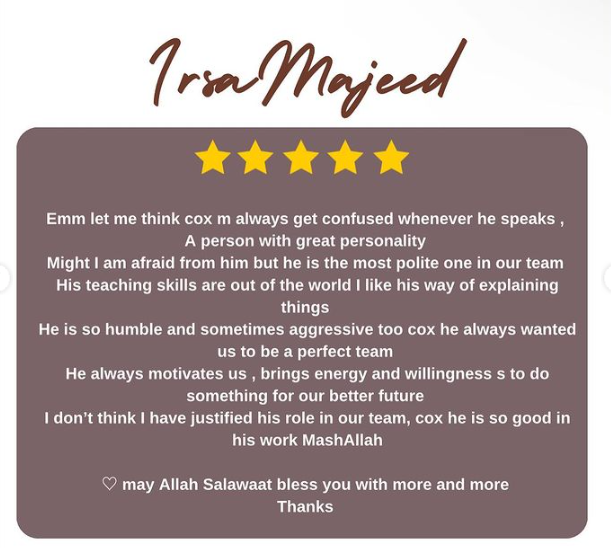 Irsa Majeed
Emm let me think cox m always get confused whenever he speaks ,
A person with great personality
Might I am afraid from him but he is the most polite one in our team
His teaching skills are out of the world I like his way of explaining
things
He is so humble and sometimes aggressive too cox he always wanted
us to be a perfect team
He always motivates us , brings energy and willingness s to do
something for our better future
I don’t think I have justified his role in our team, cox he is so good in
his work MashAllah
♡ may Allah Salawaat bless you with more and more
Thanks